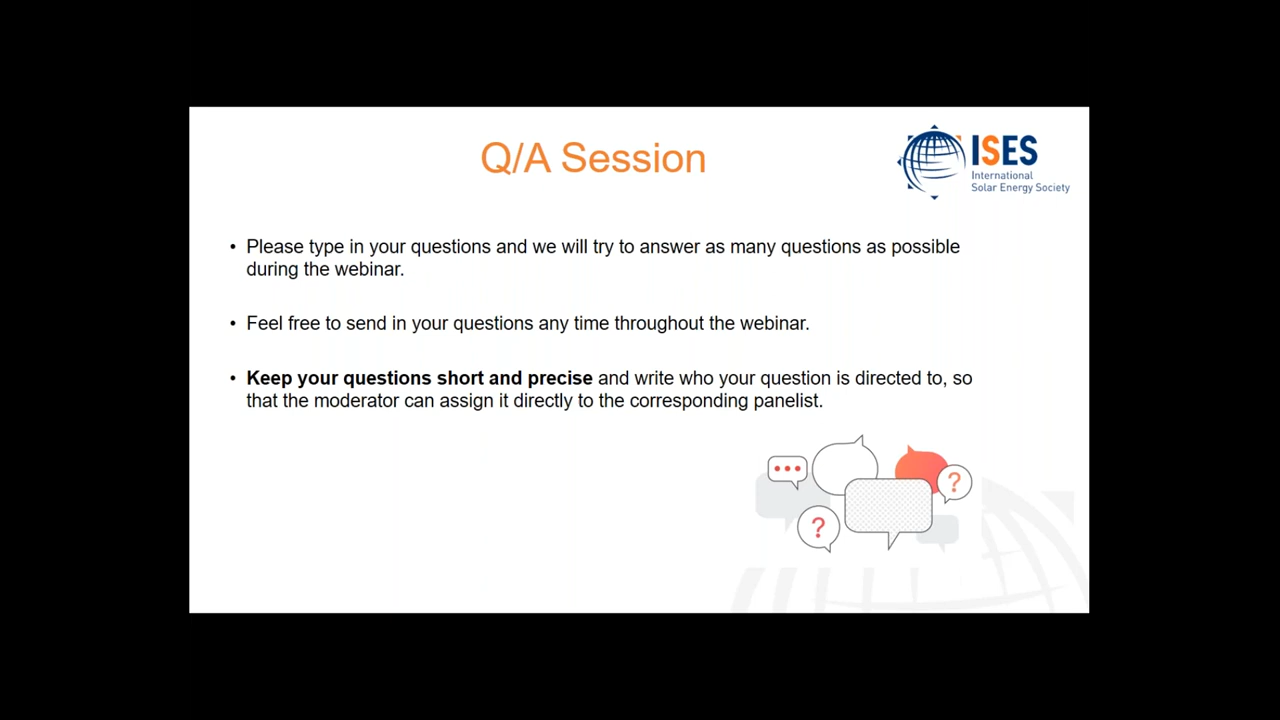 Q/A Session
ISES
International
Solar Energy Society
• Please type in your questions and we will try to answer as many questions as possible
during the webinar.
• Feel free to send in your questions any time throughout the webinar.
• Keep your questions short and precise and write who your question is directed to, so
that the moderator can assign it directly to the corresponding panelist.
?
?